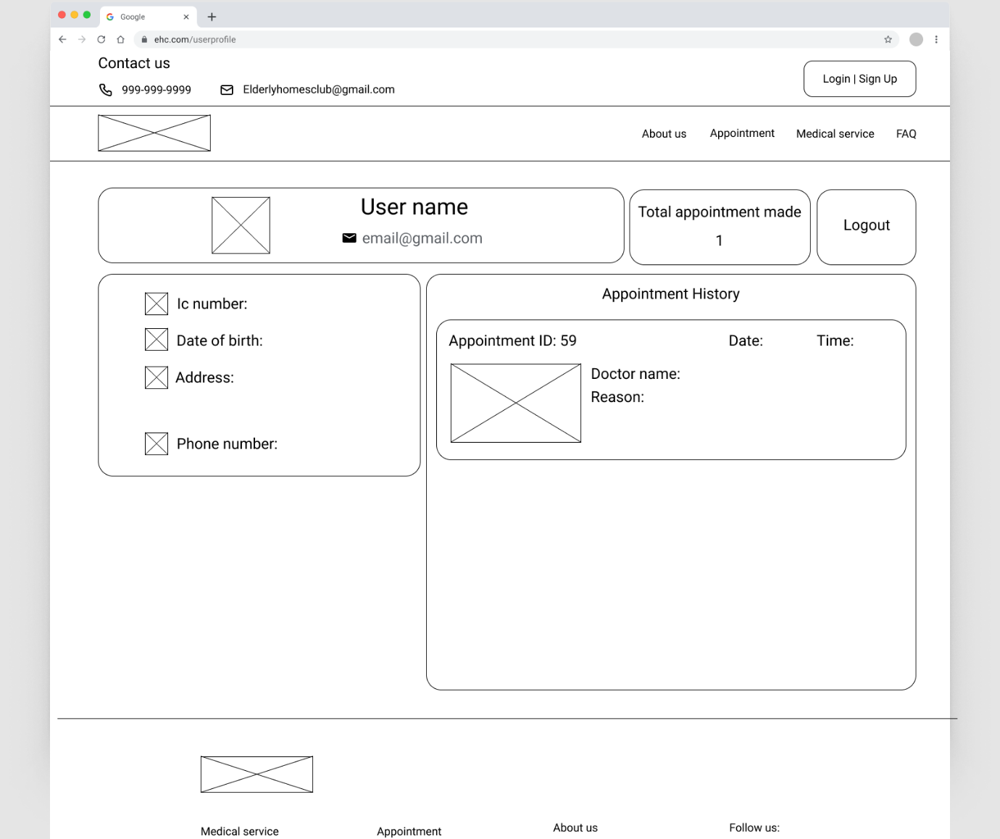 Google
ehc.com/userprofile
Contact us
999-999-9999 Elderlyhomesclub@gmail.com
Login | Sign Up
About us Appointment Medical service FAQ
User name
email@gmail.com
Total appointment made
1
Logout
Ic number:
Date of birth:
Address:
Phone number:
Appointment History
Appointment ID: 59 Date: Time:
Doctor name:
Reason:
Medical service Appointment About us Follow us: